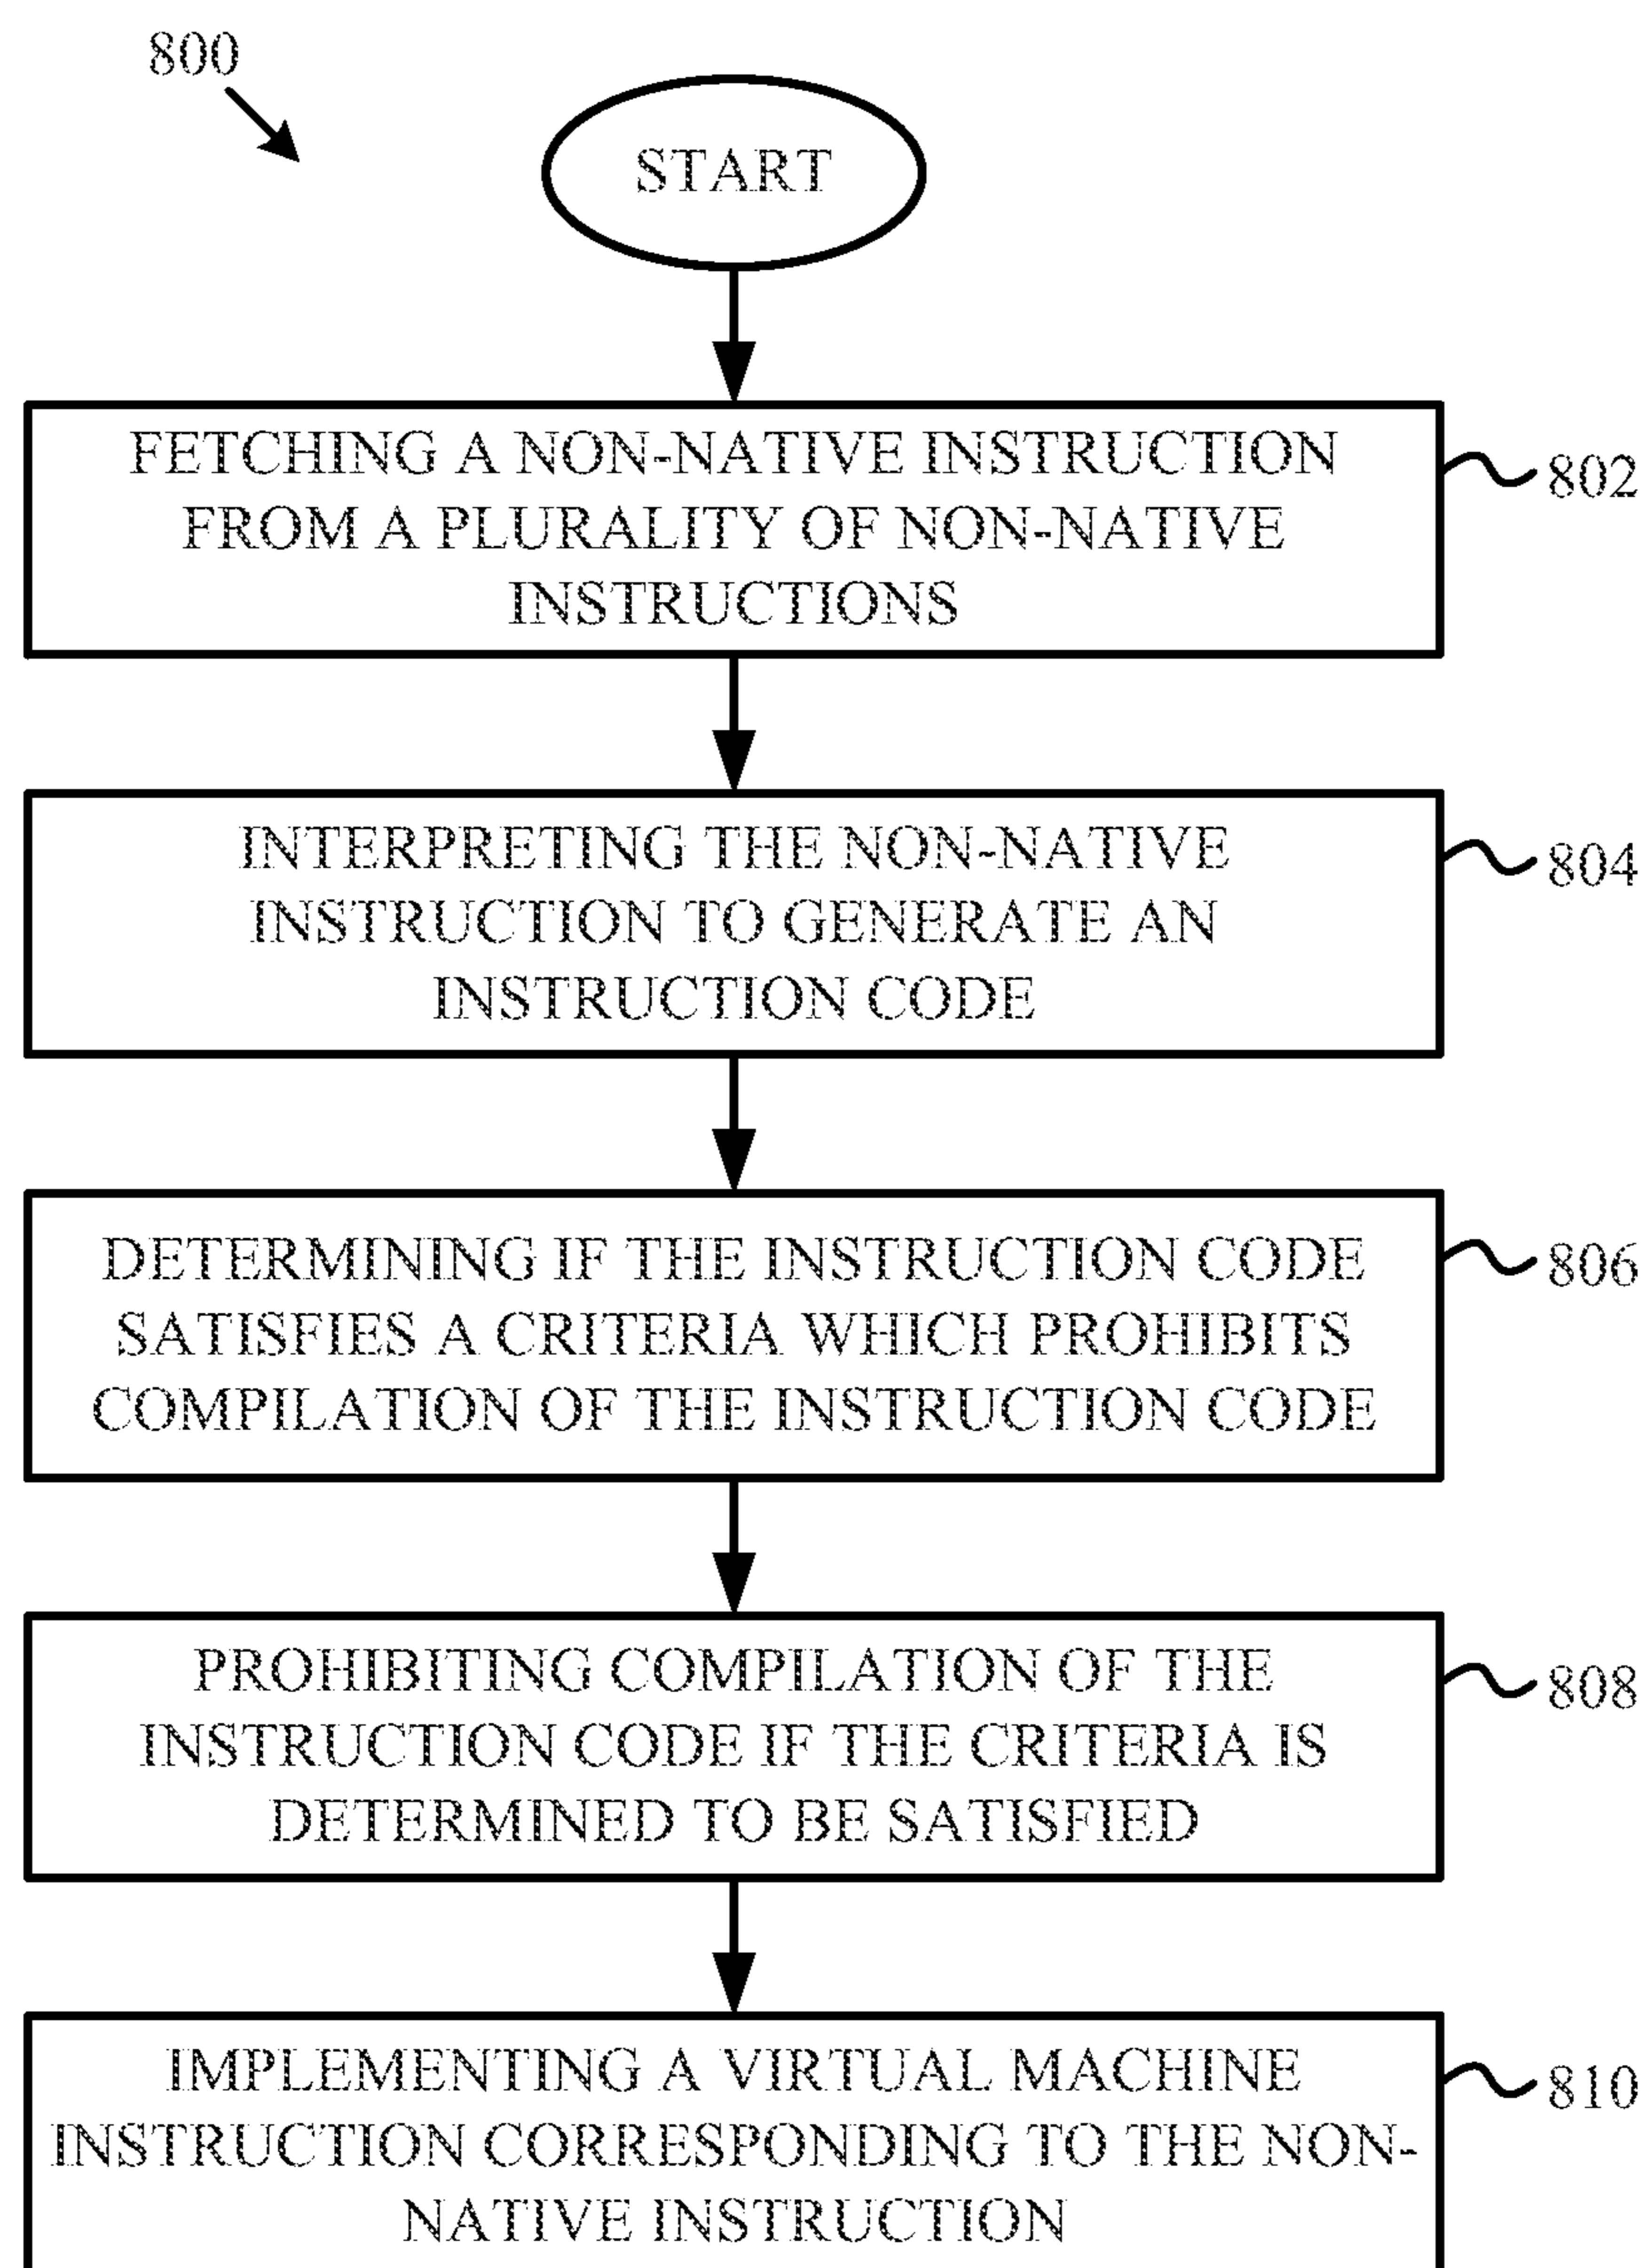 800
START
FETCHING A NON-NATIVE INSTRUCTION
FROM A PLURALITY OF NON-NATIVE
INSTRUCTIONS
802
INTERPRETING THE NON-NATIVE
INSTRUCTION TO GENERATE AN
INSTRUCTION CODE
804
DETERMINING IF THE INSTRUCTION CODE
SATISFIES A CRITERIA WHICH PROHIBITS
COMPILATION OF THE INSTRUCTION CODE
806
PROHIBITING COMPILATION OF THE
INSTRUCTION CODE IF THE CRITERIA IS
DETERMINED TO BE SATISFIED
808
IMPLEMENTING A VIRTUAL MACHINE
INSTRUCTION CORRESPONDING TO THE NON-
NATIVE INSTRUCTION
810